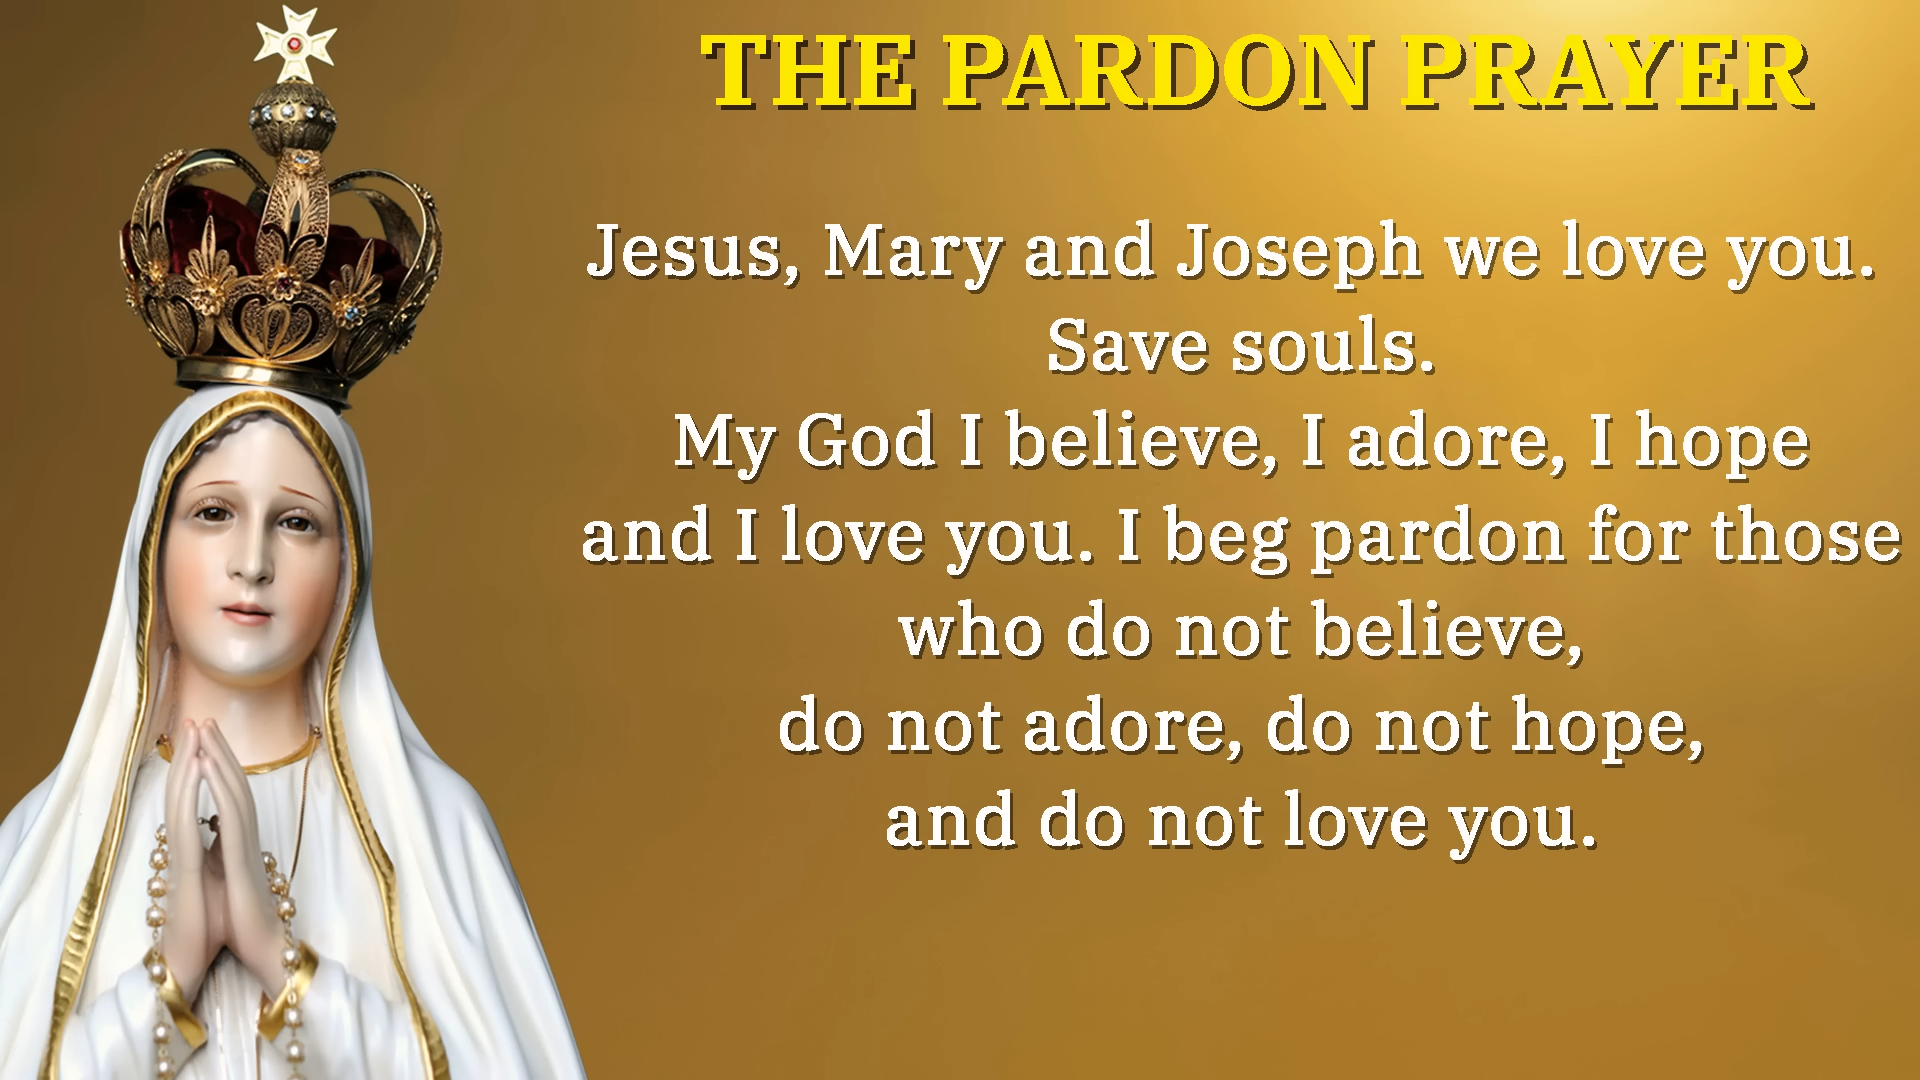 THE PARDON PRAYER
Jesus, Mary and Joseph we love you.
Save souls.
My God I believe, I adore, I hope
and I love you. I beg pardon for those
who do not believe,
do not adore, do not hope,
and do not love you.